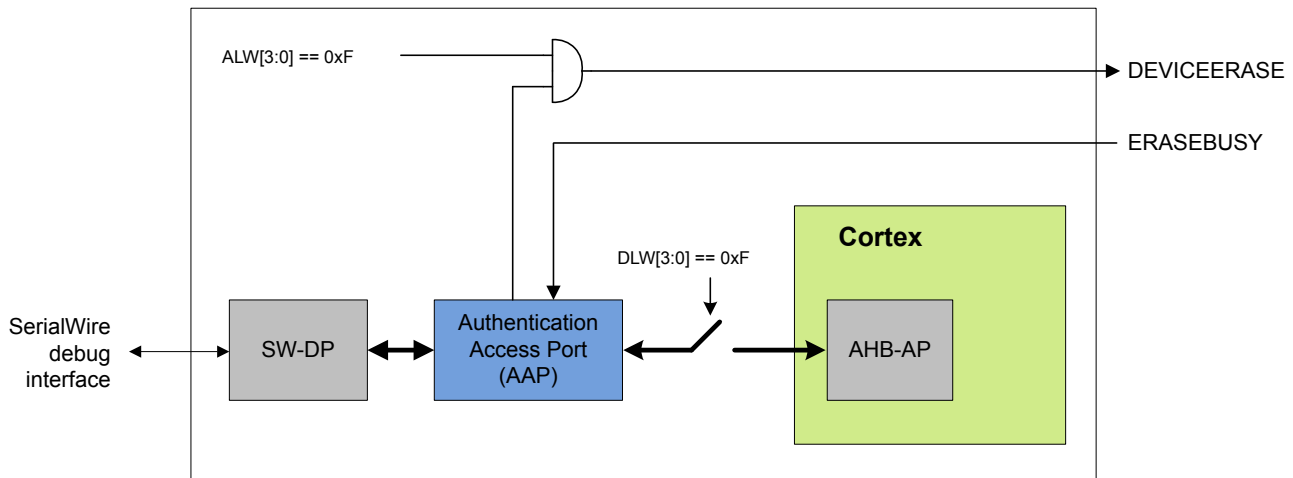 ALW[3:0] == 0xF
DEVICEERASE
ERASEBUSY
Cortex
DLW[3:0] == 0xF
SerialWire
debug
interface
SW-DP
Authentication
Access Port
(AAP)
AHB-AP